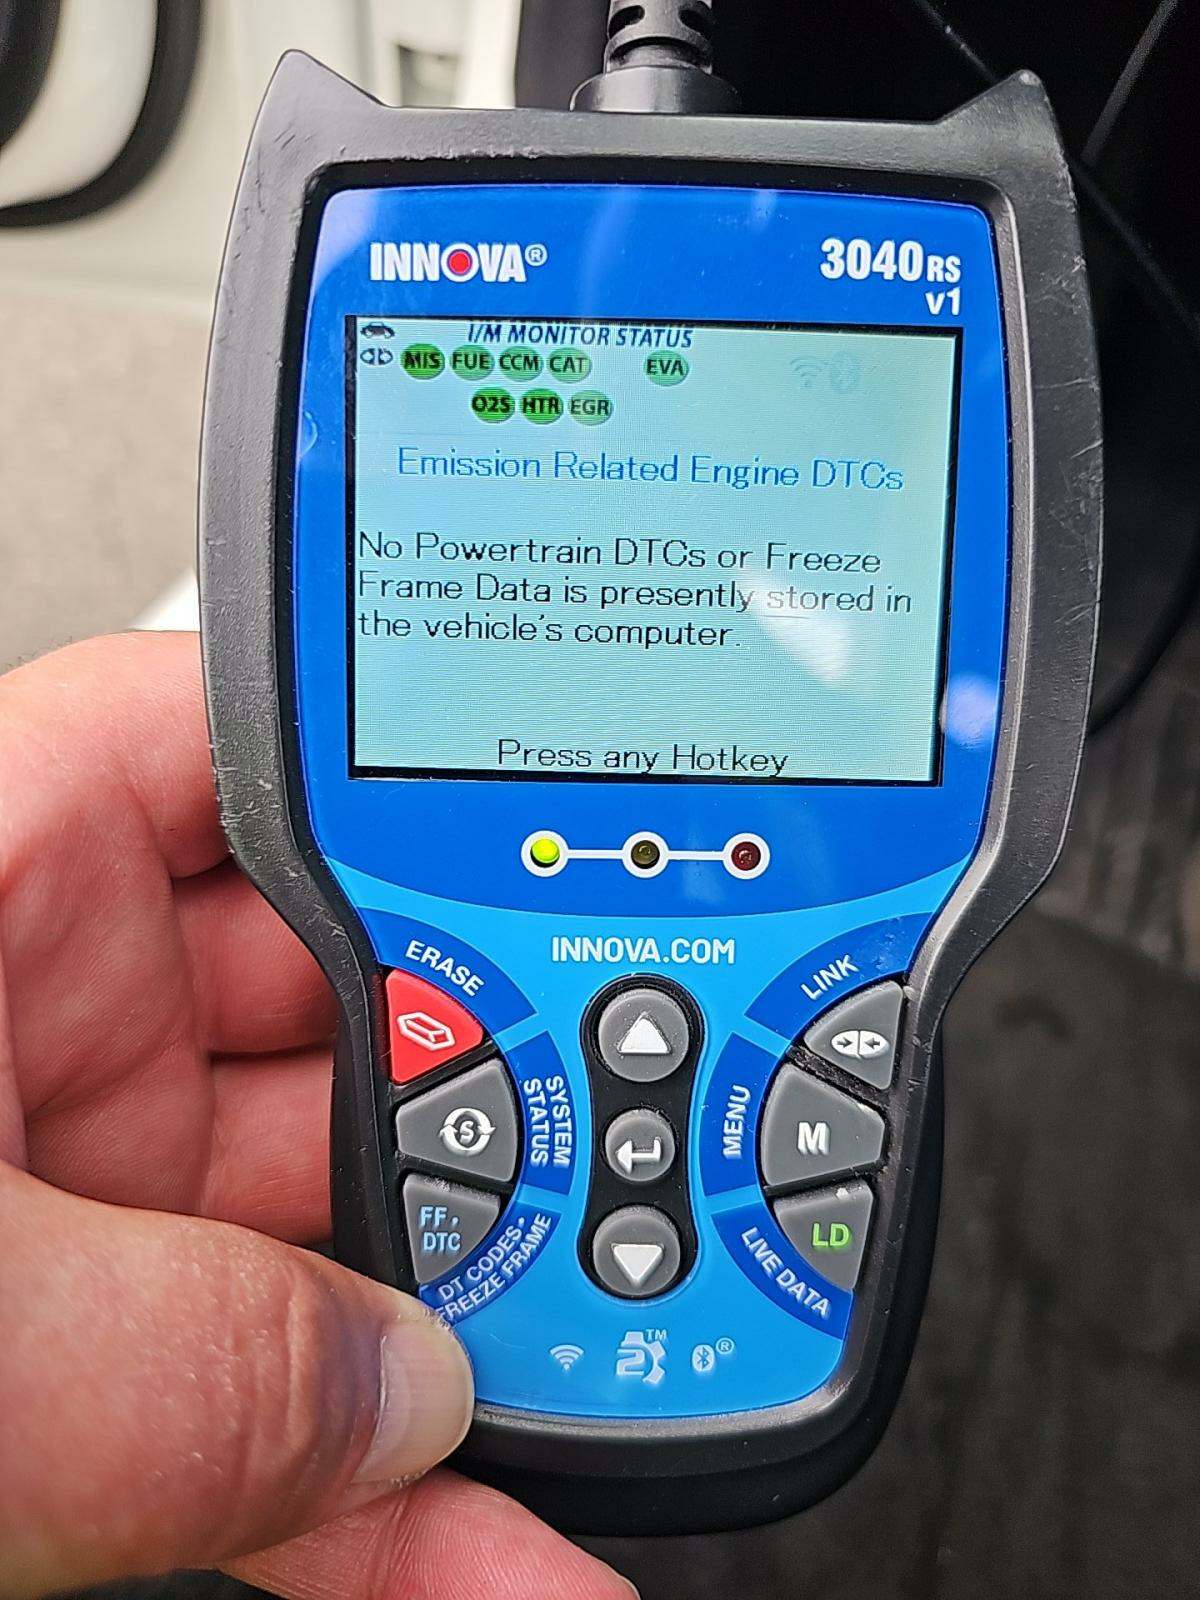 INNOVA®
3040RS
v1
I/M MONITOR STATUS
MIS FUE CCM CAT EVA
O2S HTR EGR
Emission Related Engine DTCs
No Powertrain DTCs or Freeze
Frame Data is presently stored in
the vehicle's computer.
Press any Hotkey
INNOVA.COM
ERASE
LINK
S
SYSTEM
STATUS
MENU
M
FF.
DTC
DT CODES•
FREEZE FRAME
LIVE DATA
LD
2 TM
®